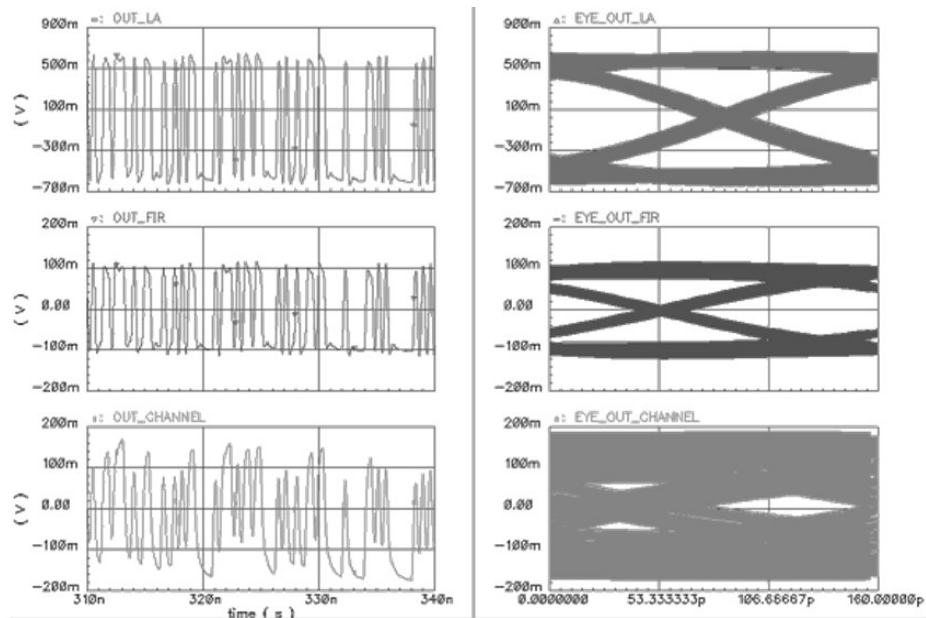 ∞: OUT_LA
900m
500m
100m
-300m
-700m
( V )
▵: EYE_OUT_LA
900m
500m
100m
-300m
-700m
▿: OUT_FIR
200m
100m
0.00
-100m
-200m
( V )
=: EYE_OUT_FIR
200m
100m
0.00
-100m
-200m
: OUT_CHANNEL
200m
100m
0.00
-100m
-200m
( V )
310n 320n 330n 340n
time ( s )
: EYE_OUT_CHANNEL
200m
100m
0.00
-100m
-200m
0.0000000 53.333333p 106.66667p 160.00000p